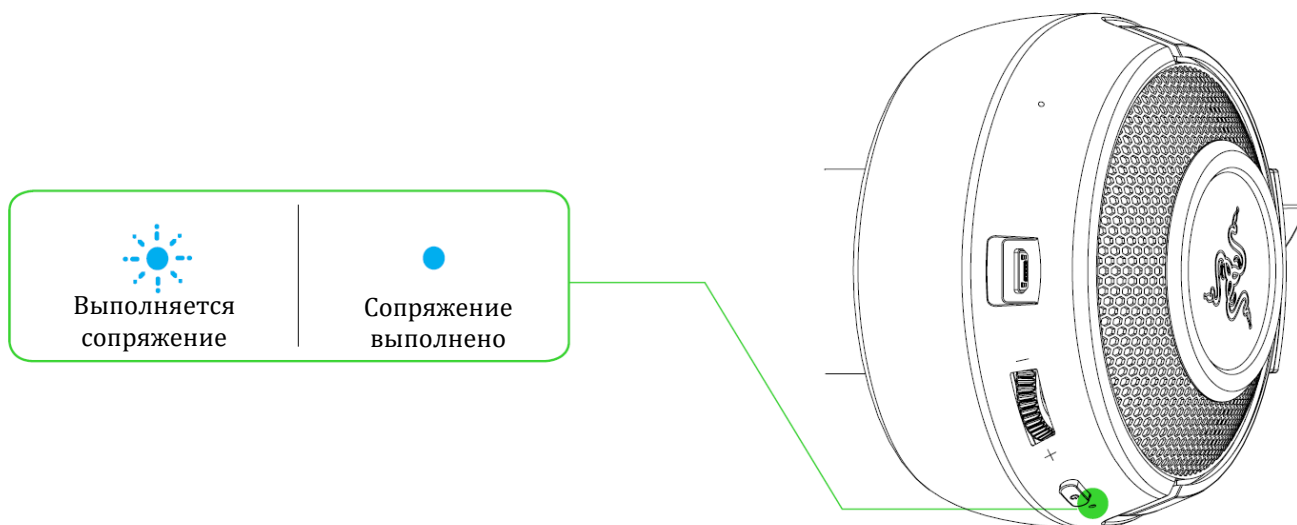 Выполняется
сопряжение
Сопряжение
выполнено
−
+